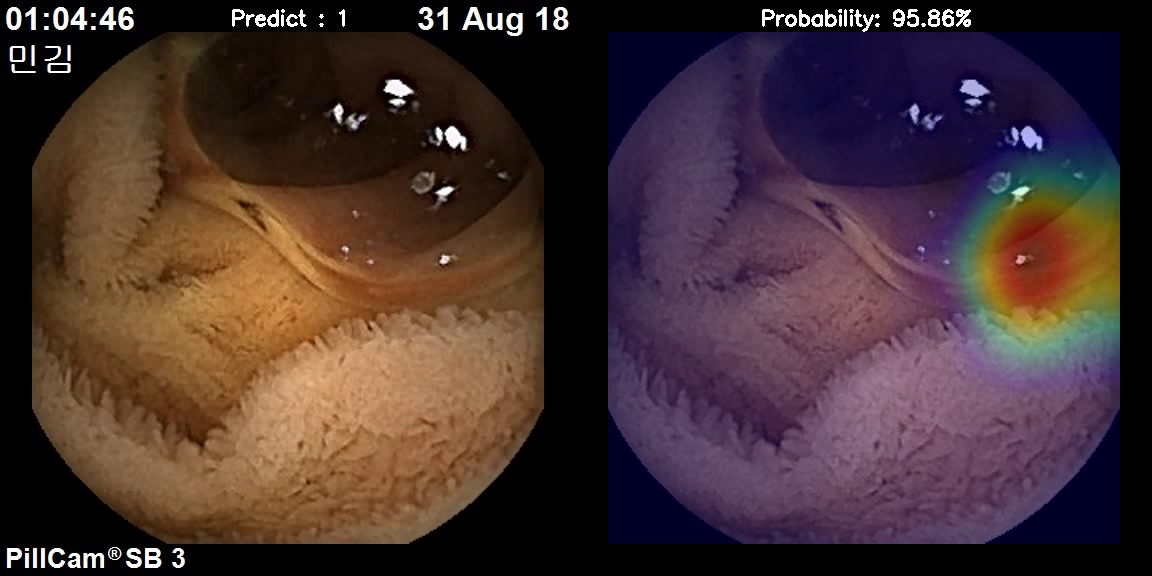 01:04:46
Predict : 1
31 Aug 18
Probability: 95.86%
민김
PillCam® SB 3